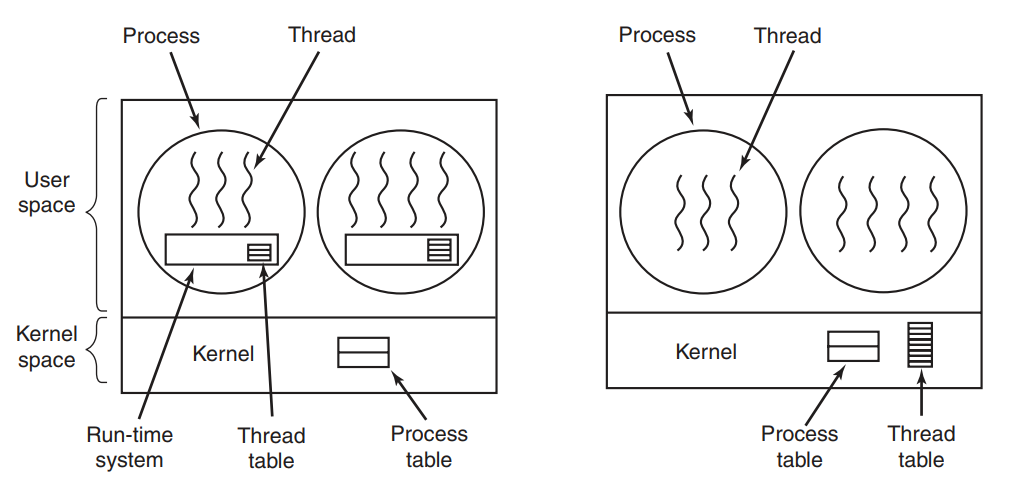 Process
Thread
User
space
Kernel
space
Kernel
Run-time
system
Thread
table
Process
table
Process
Thread
Kernel
Process
table
Thread
table